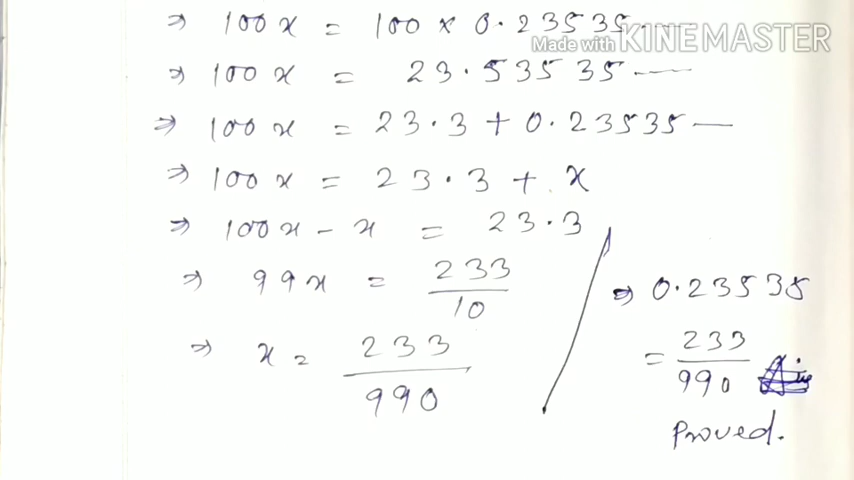 ⇒ 100x = 100 × 0.23535
Made with KINEMASTER
⇒ 100x = 23.53535 —
⇒ 100x = 23.3 + 0.23535 —
⇒ 100x = 23.3 + x
⇒ 100x - x = 23.3
⇒ 99x = 233/10
⇒ x = 233/990
⇒ 0.23535
= 233/990
Proved.